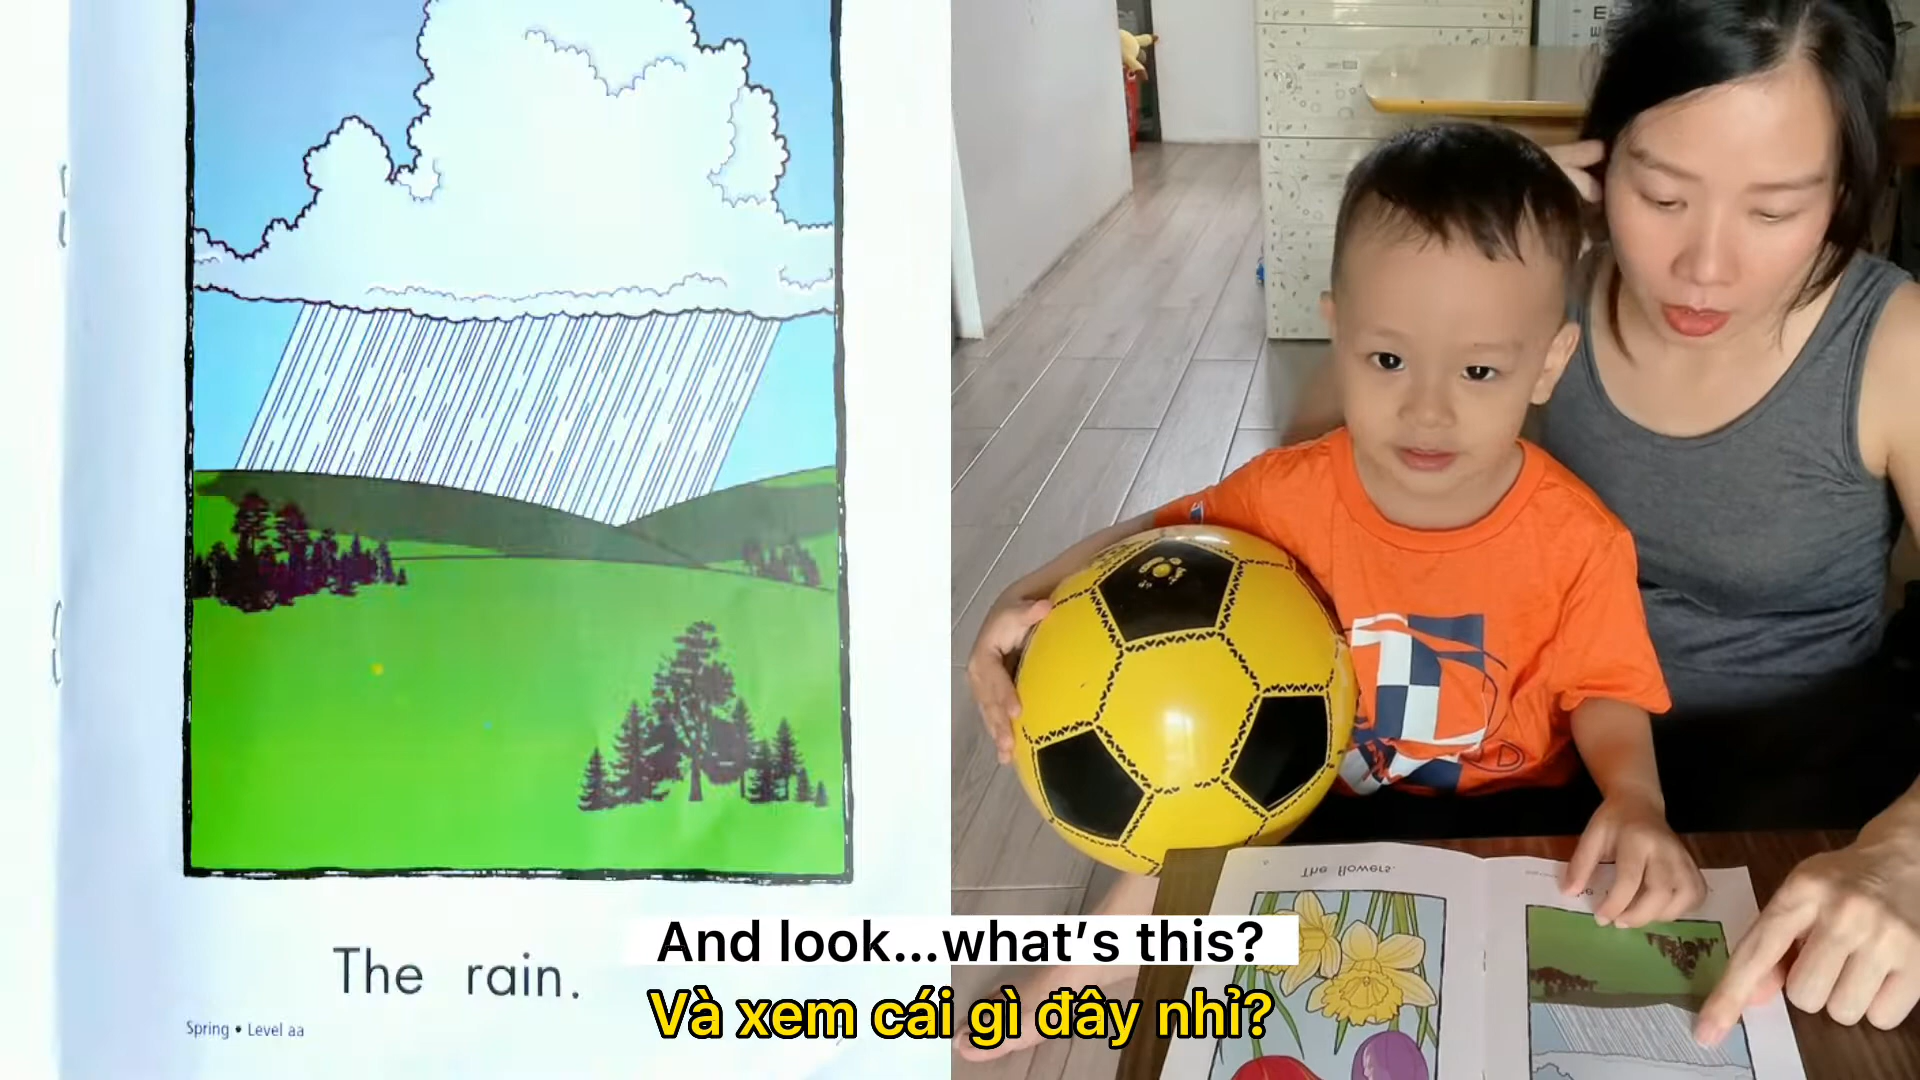 The rain.
Spring • Level aa
The flowers.
And look...what's this?
Và xem cái gì đây nhỉ?